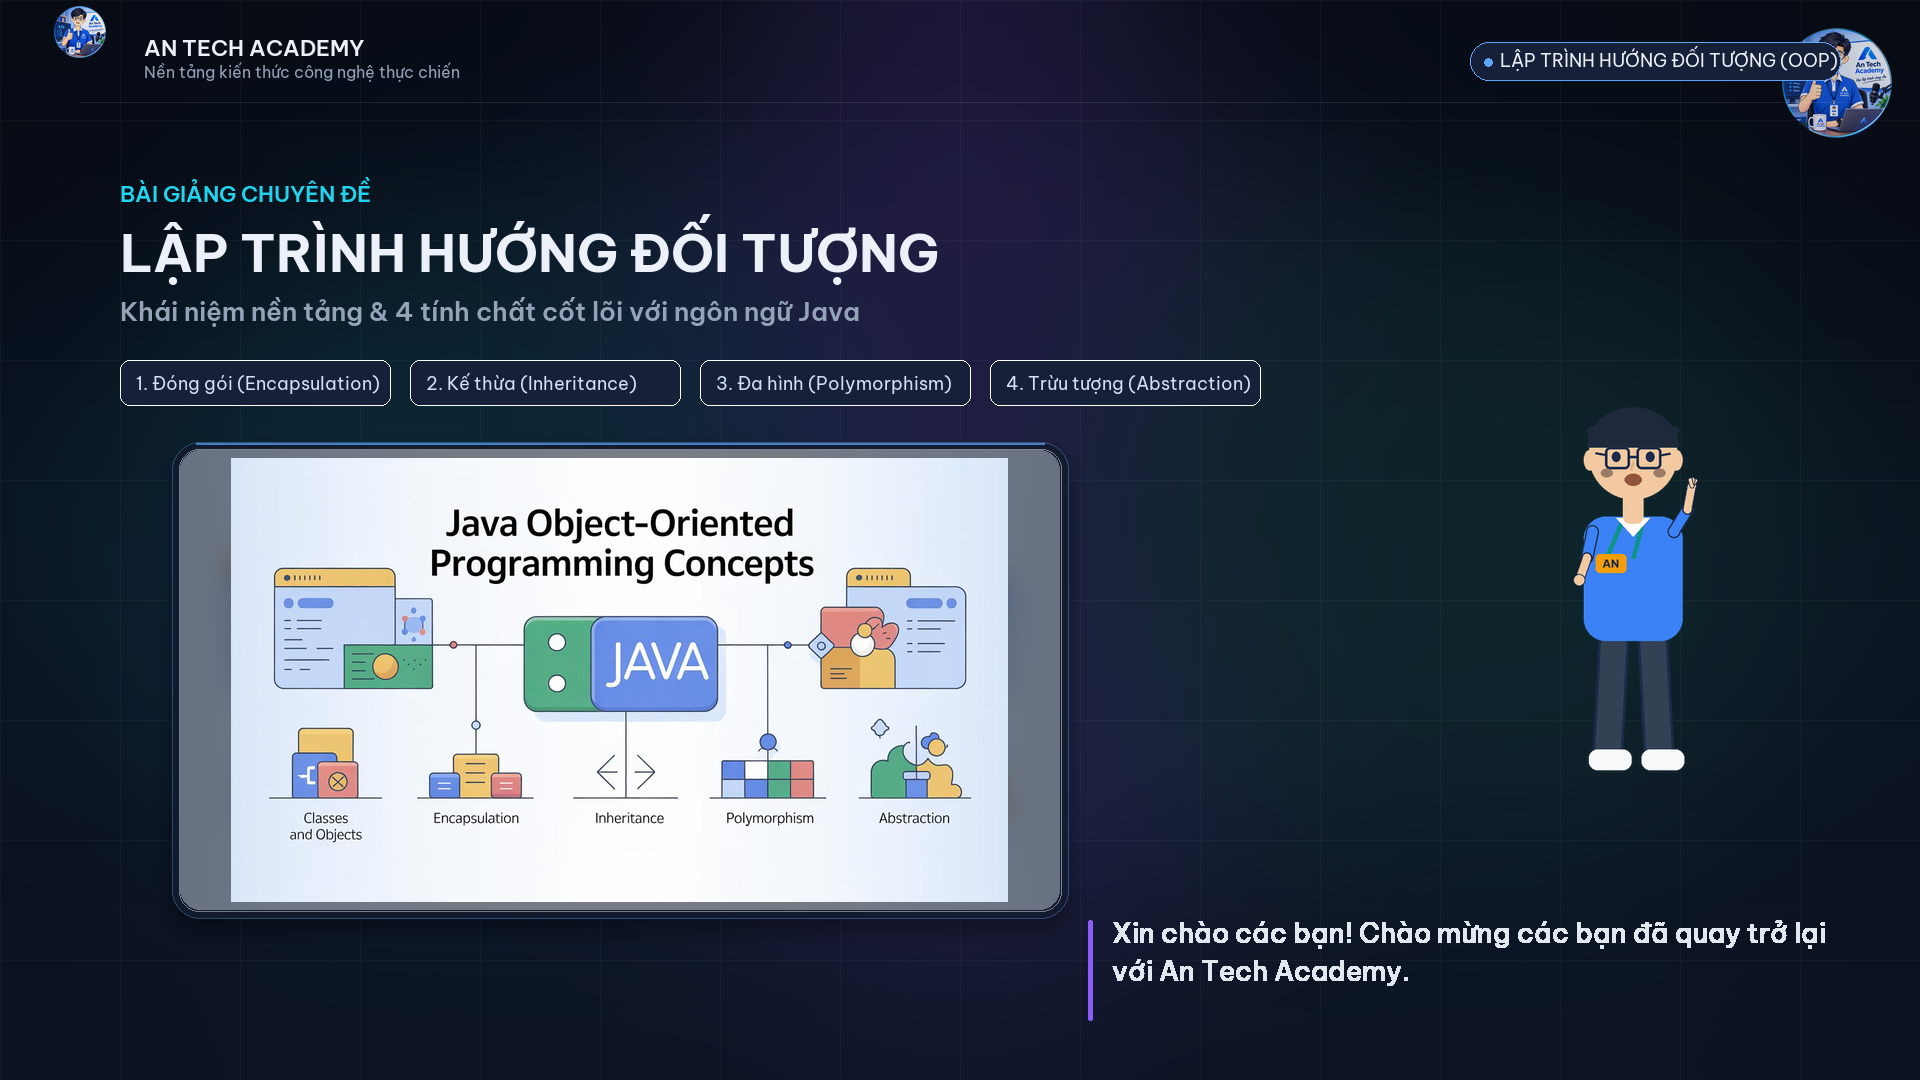 AN TECH ACADEMY
Nền tảng kiến thức công nghệ thực chiến
LẬP TRÌNH HƯỚNG ĐỐI TƯỢNG (OOP)
An Tech
Academy
BÀI GIẢNG CHUYÊN ĐỀ
LẬP TRÌNH HƯỚNG ĐỐI TƯỢNG
Khái niệm nền tảng & 4 tính chất cốt lõi với ngôn ngữ Java
1. Đóng gói (Encapsulation)
2. Kế thừa (Inheritance)
3. Đa hình (Polymorphism)
4. Trừu tượng (Abstraction)
Java Object-Oriented
Programming Concepts
JAVA
Classes
and Objects
Encapsulation
Inheritance
Polymorphism
Abstraction
AN
Xin chào các bạn! Chào mừng các bạn đã quay trở lại
với An Tech Academy.